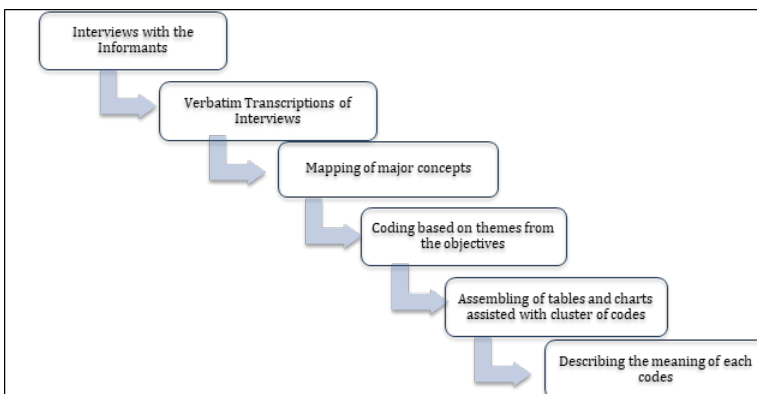 Interviews with the
Informants
Verbatim Transcriptions of
Interviews
Mapping of major concepts
Coding based on themes from
the objectives
Assembling of tables and charts
assisted with cluster of codes
Describing the meaning of each
codes